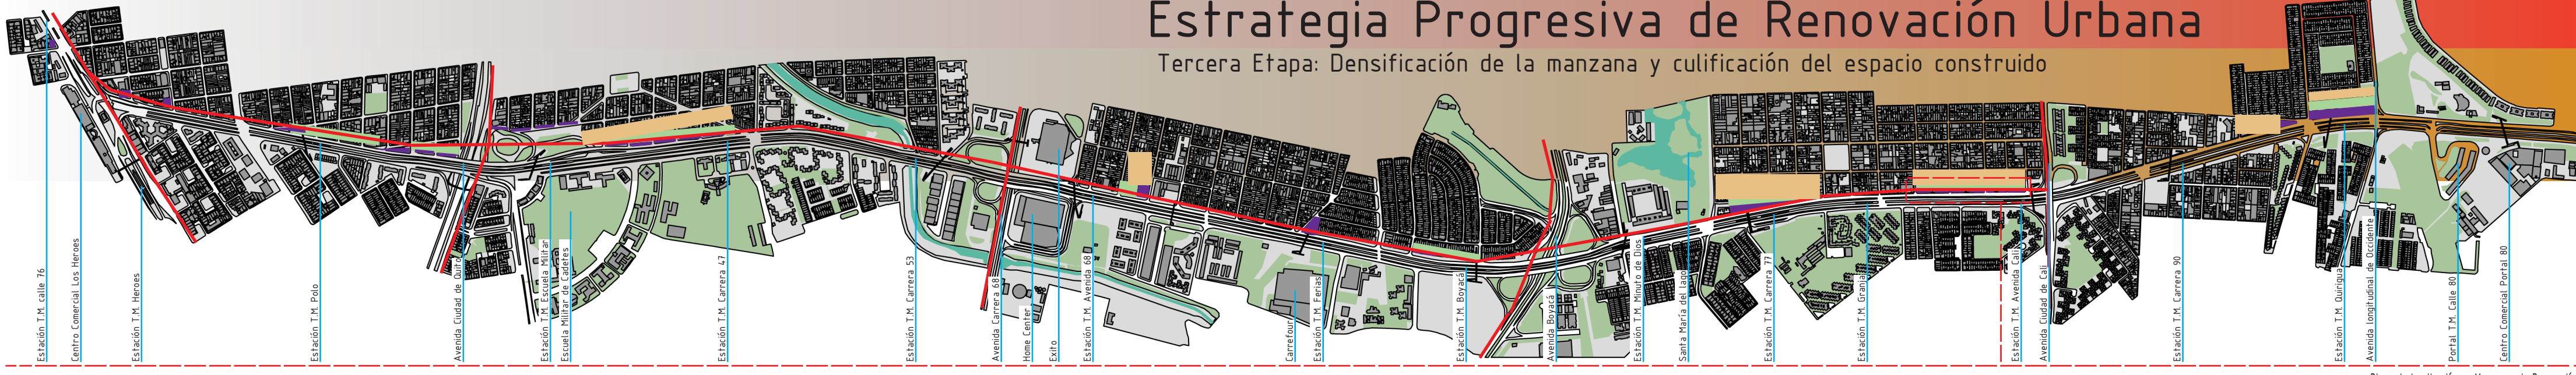 Estrategia Progresiva de Renovación Urbana
Tercera Etapa: Densificación de la manzana y culificación del espacio construido
Estación T.M. calle 76
Centro Comercial Los Heroes
Estación T.M. Heroes
Estación T.M. Polo
Avenida Ciudad de Quito
Estación T.M. Escuela Militar
Escuela Militar de Cadetes
Estación T.M. Carrera 47
Estación T.M. Carrera 53
Avenida Carrera 68
Home Center
Exito
Estación T.M. Avenida 68
Carrefour
Estación T.M. Ferias
Estación T.M. Boyacá
Avenida Boyacá
Estación T.M. Minuto de Dios
Santa María del lago
Estación T.M. Carrera 77
Estación T.M. Granja
Estación T.M. Avenida Cali
Avenida Ciudad de Cali
Estación T.M. Carrera 90
Estación T.M. Quirigua
Avenida longitudinal de Occidente
Portal T.M. Calle 80
Centro Comercial Portal 80